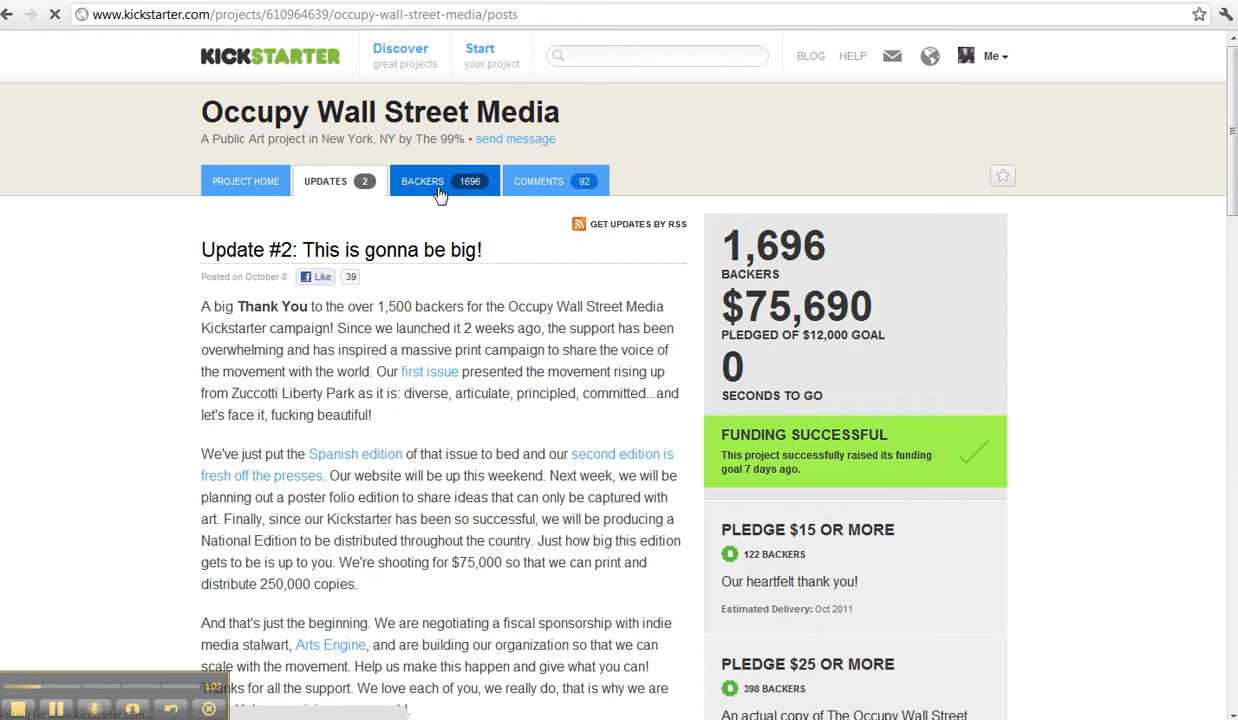 www.kickstarter.com/projects/610964639/occupy-wall-street-media/posts
KICKSTARTER
Discover
great projects
Start
your project
BLOG HELP Me
Occupy Wall Street Media
A Public Art project in New York, NY by The 99% • send message
PROJECT HOME UPDATES 2 BACKERS 1696 COMMENTS 92
GET UPDATES BY RSS
Update #2: This is gonna be big!
Posted on October 8 Like 39
A big Thank You to the over 1,500 backers for the Occupy Wall Street Media
Kickstarter campaign! Since we launched it 2 weeks ago, the support has been
overwhelming and has inspired a massive print campaign to share the voice of
the movement with the world. Our first issue presented the movement rising up
from Zuccotti Liberty Park as it is: diverse, articulate, principled, committed...and
let's face it, fucking beautiful!
We've just put the Spanish edition of that issue to bed and our second edition is
fresh off the presses. Our website will be up this weekend. Next week, we will be
planning out a poster folio edition to share ideas that can only be captured with
art. Finally, since our Kickstarter has been so successful, we will be producing a
National Edition to be distributed throughout the country. Just how big this edition
gets to be is up to you. We're shooting for $75,000 so that we can print and
distribute 250,000 copies.
And that's just the beginning. We are negotiating a fiscal sponsorship with indie
media stalwart, Arts Engine, and are building our organization so that we can
scale with the movement. Help us make this happen and give what you can!
Thanks for all the support. We love each of you, we really do, that is why we are
1,696
BACKERS
$75,690
PLEDGED OF $12,000 GOAL
0
SECONDS TO GO
FUNDING SUCCESSFUL
This project successfully raised its funding
goal 7 days ago.
PLEDGE $15 OR MORE
122 BACKERS
Our heartfelt thank you!
Estimated Delivery: Oct 2011
PLEDGE $25 OR MORE
398 BACKERS
An actual copy of The Occupy Wall Street